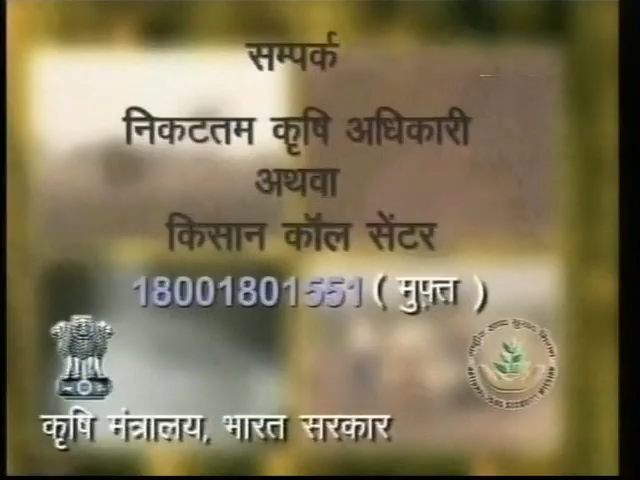 सम्पर्क
निकटतम कृषि अधिकारी
अथवा
किसान कॉल सेंटर
18001801551 ( मुफ़्त )
कृषि मंत्रालय, भारत सरकार